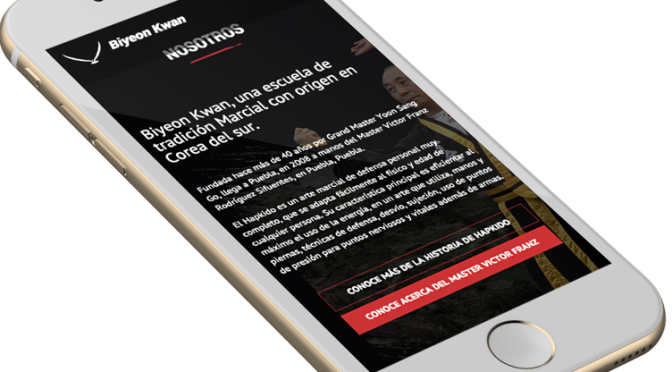 Biyeon Kwan
NOSOTROS
Biyeon Kwan, una escuela de
tradición Marcial con origen en
Corea del sur.
Fundada hace más de 40 años por Grand Master Yoon Sang
Go, llega a Puebla, en 2008 a manos del Master Victor Franz
Rodríguez Sifuentes, en Puebla, Puebla.
El Hapkido es un arte marcial de defensa personal muy
completo, que se adapta fácilmente al físico y edad de
cualquier persona. Su característica principal es eficientar al
máximo el uso de la energía, en un arte que utiliza, manos y
piernas, técnicas de defensa desvío, sujeción, uso de puntos
de presión para puntos nerviosos y vitales además de armas.
CONOCE MÁS DE LA HISTORIA DE HAPKIDO
CONOCE ACERCA DEL MASTER VICTOR FRANZ